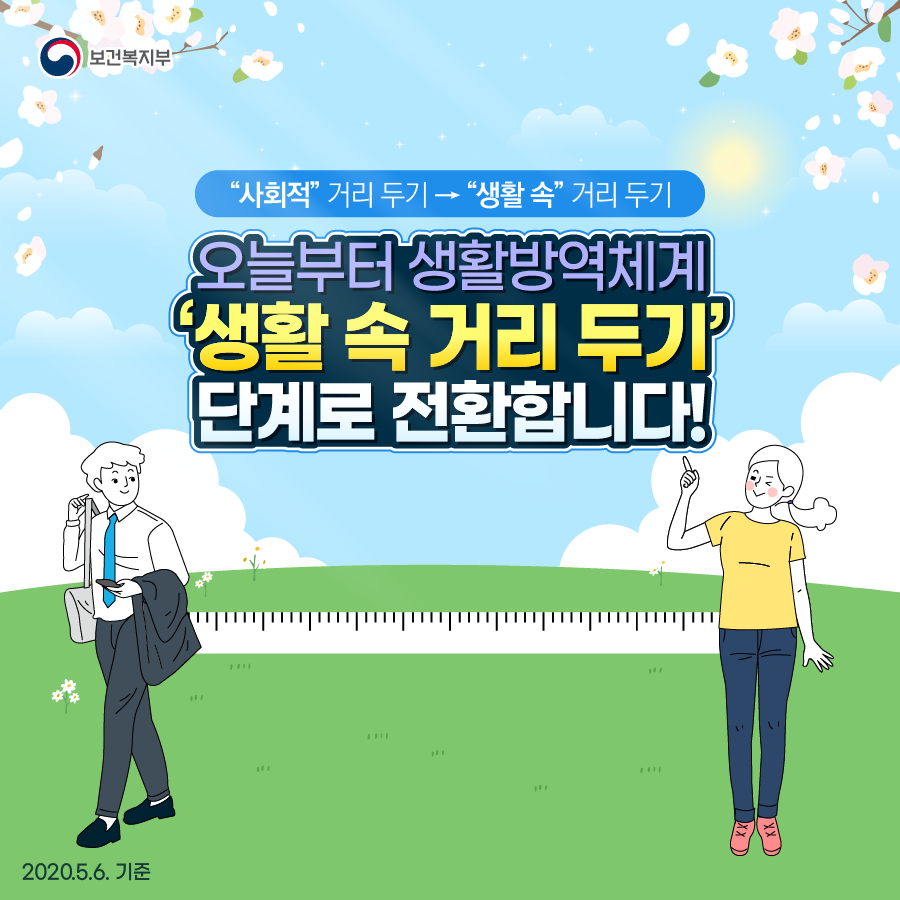 보건복지부
“사회적” 거리 두기 → “생활 속” 거리 두기
오늘부터 생활방역체계
‘생활 속 거리 두기’
단계로 전환합니다!
2020.5.6. 기준